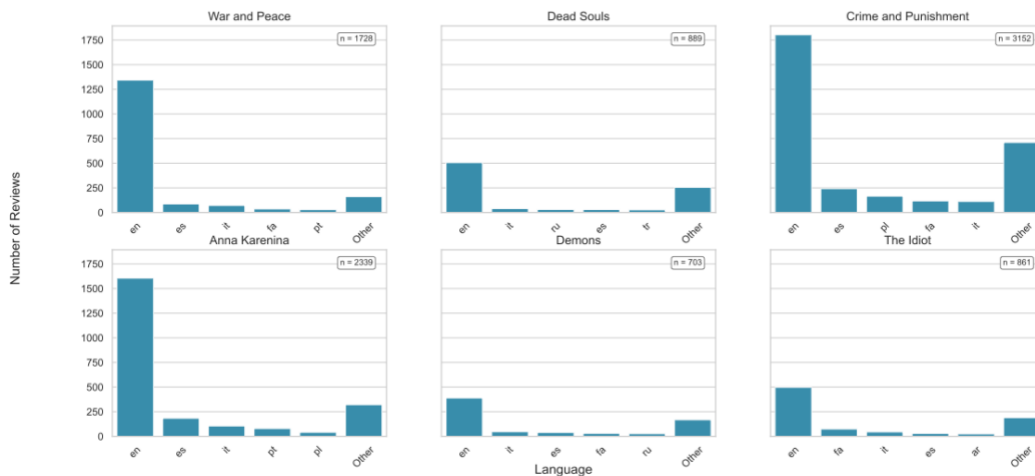 War and Peace
Dead Souls
Crime and Punishment
n = 1728
n = 889
n = 3152
1750
1500
1250
1000
750
500
250
0
en es it fa pt Other
en it ru es tr Other
en es pl fa it Other
Anna Karenina
Demons
The Idiot
n = 2339
n = 703
n = 861
1750
1500
1250
1000
750
500
250
0
en es it pt pl Other
en it es fa ru Other
en fa it es ar Other
Number of Reviews
Language